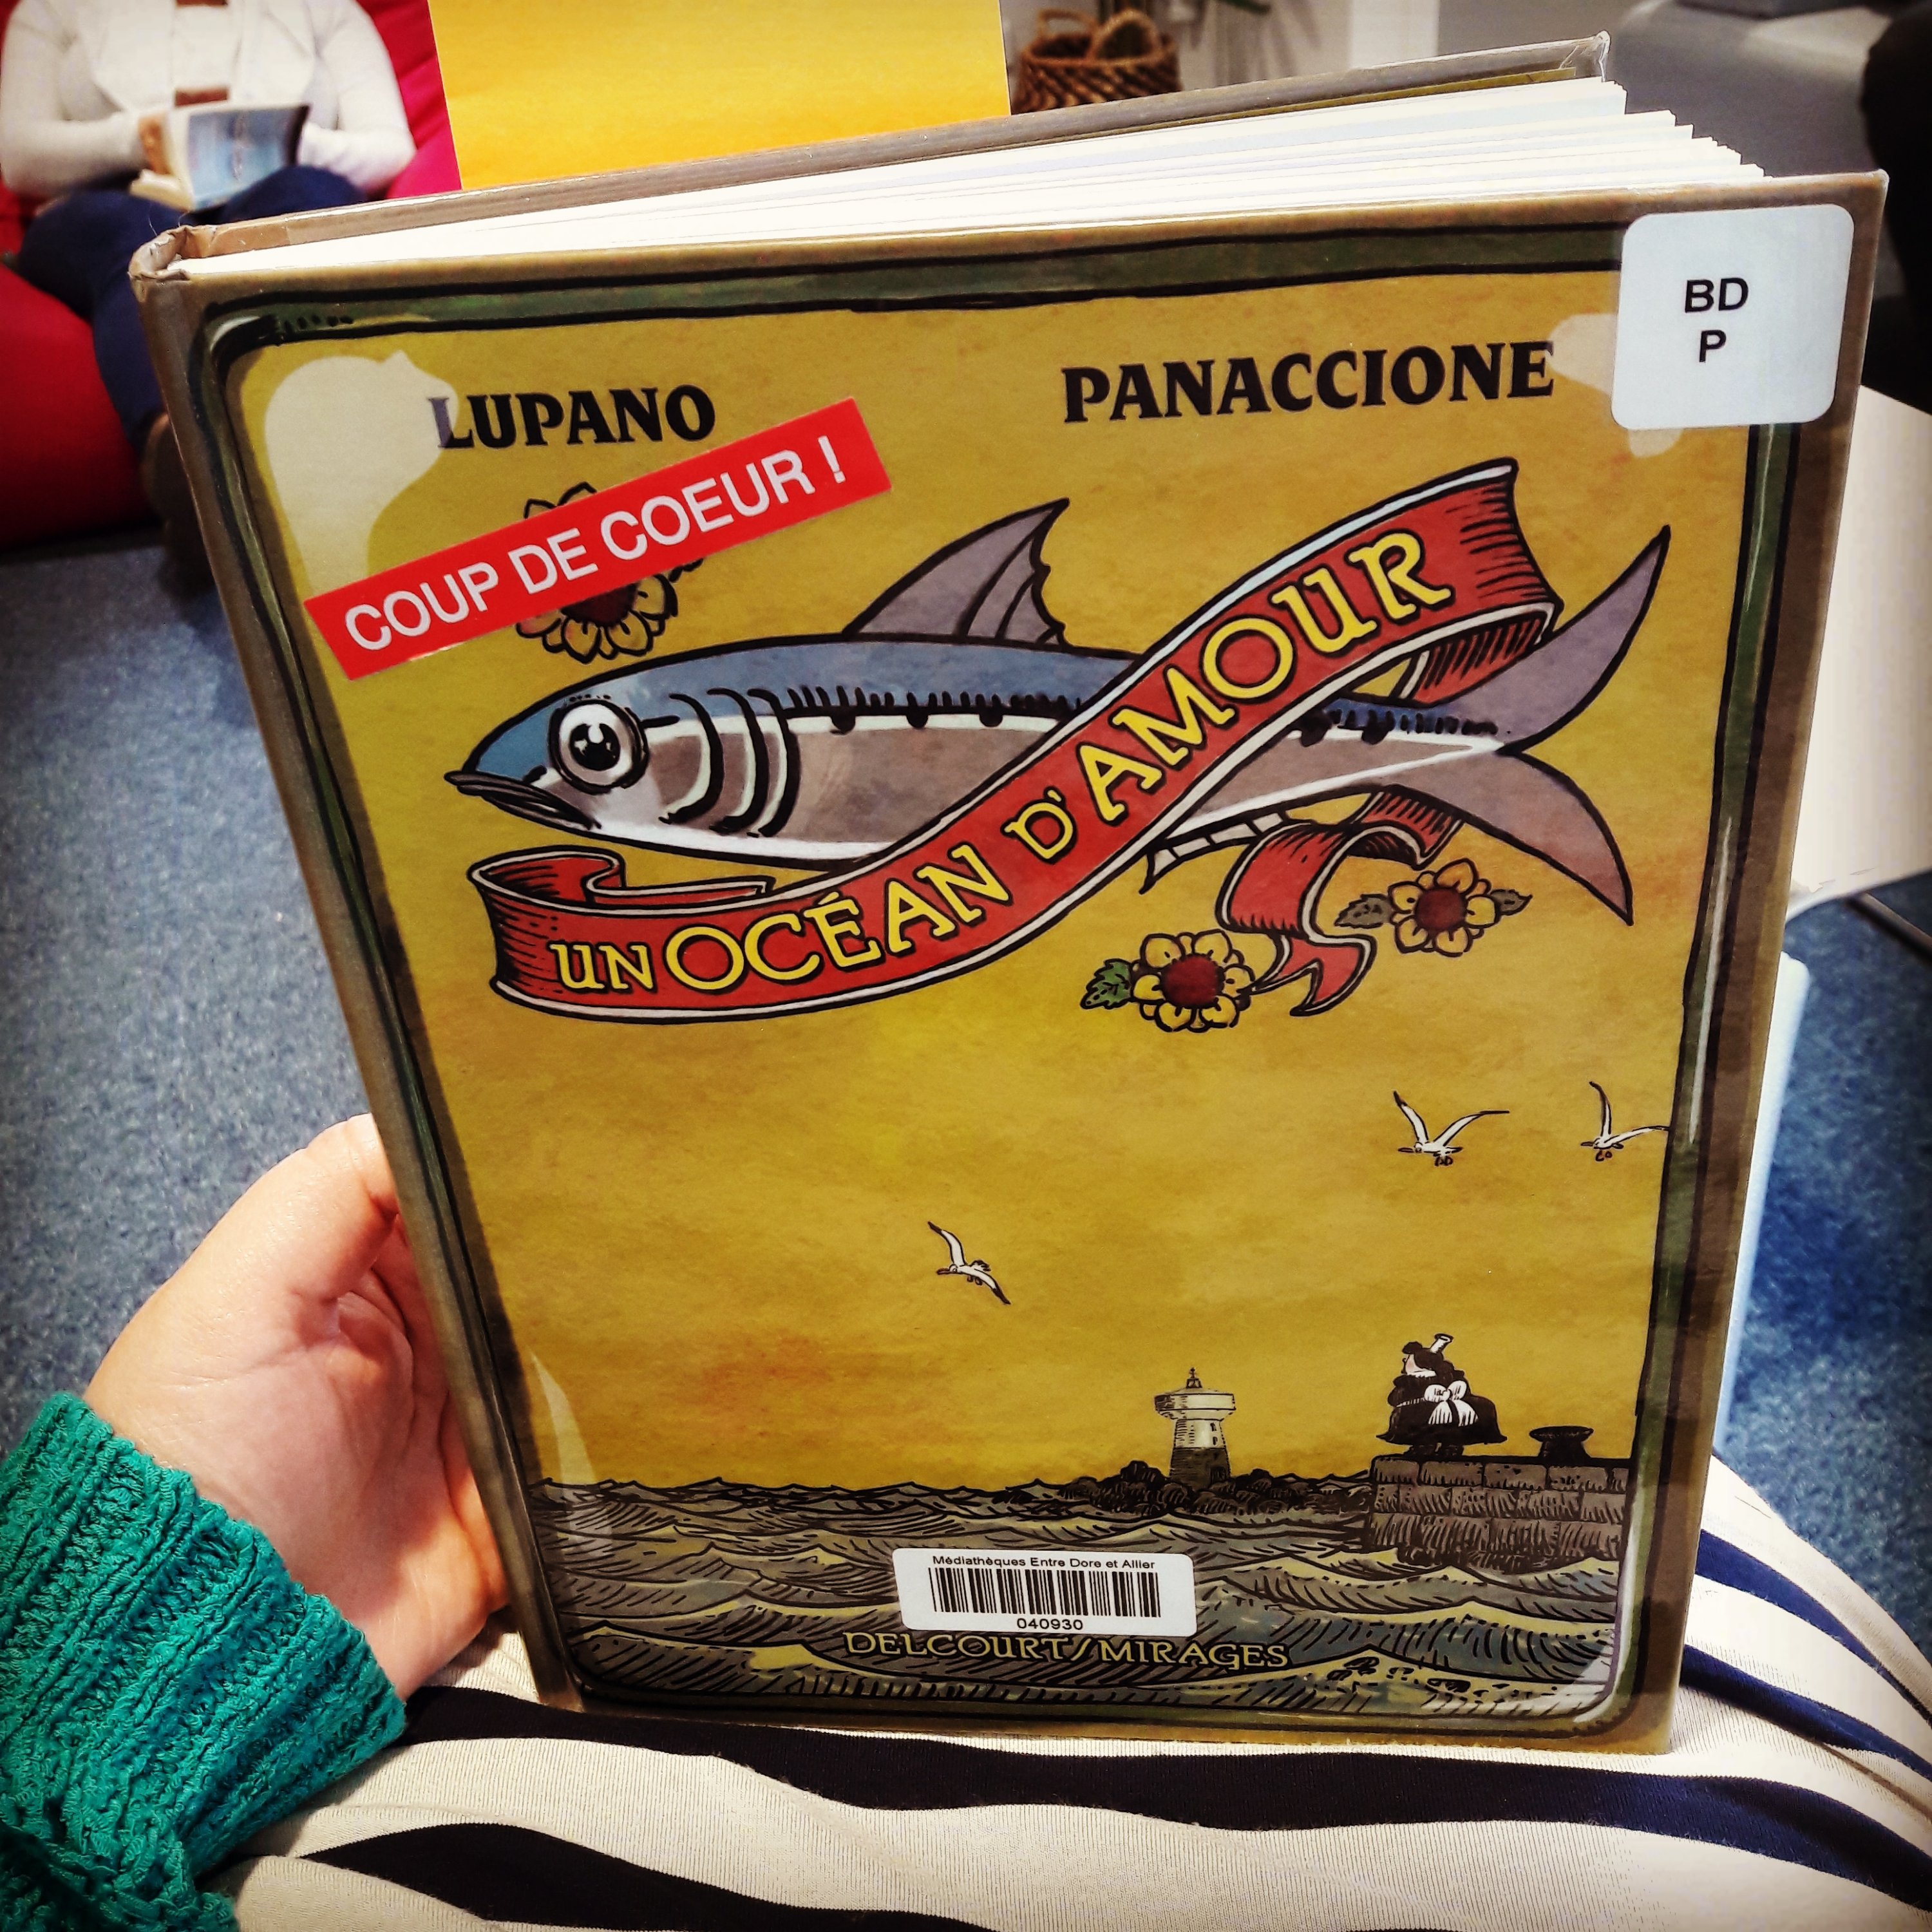 BD
P
LUPANO
PANACCIONE
COUP DE COEUR !
UN OCÉAN D'AMOUR
Médiathèques Entre Dore et Allier
040930
DELCOURT/MIRAGES